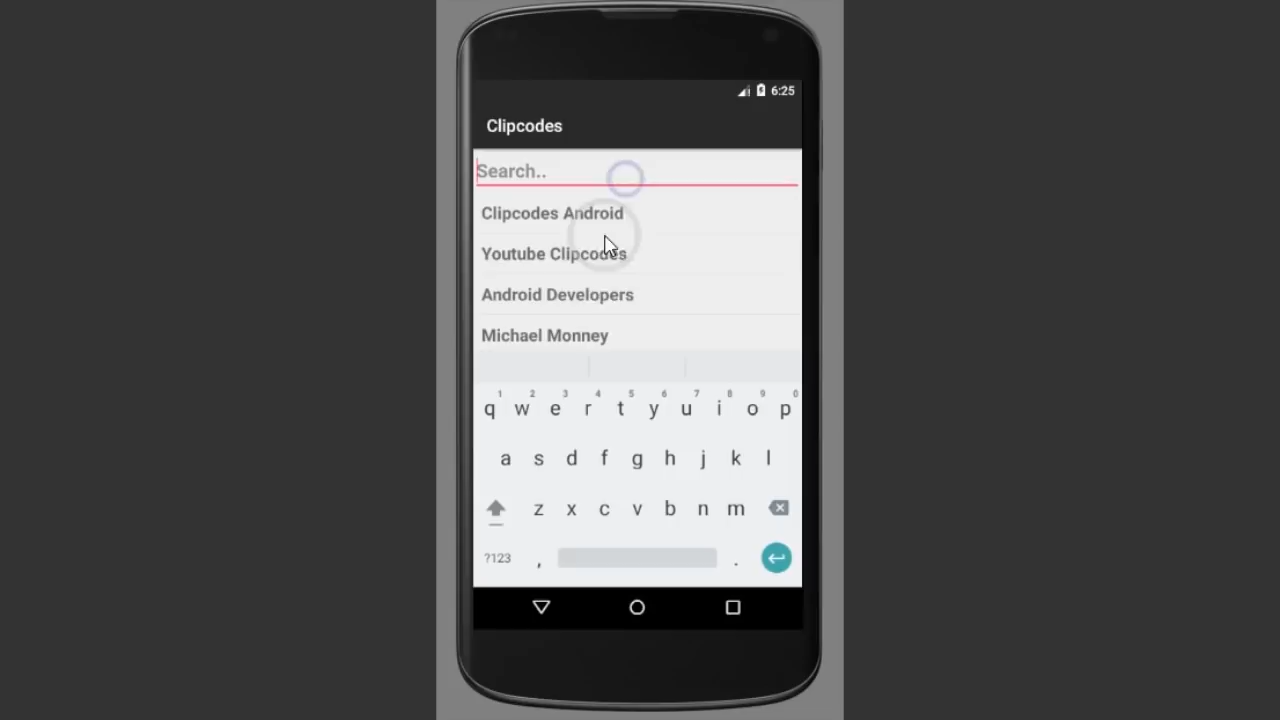 6:25
Clipcodes
Search..
Clipcodes Android
Youtube Clipcodes
Android Developers
Michael Monney
1 2 3 4 5 6 7 8 9 0
q w e r t y u i o p
a s d f g h j k l
z x c v b n m
?123 , .